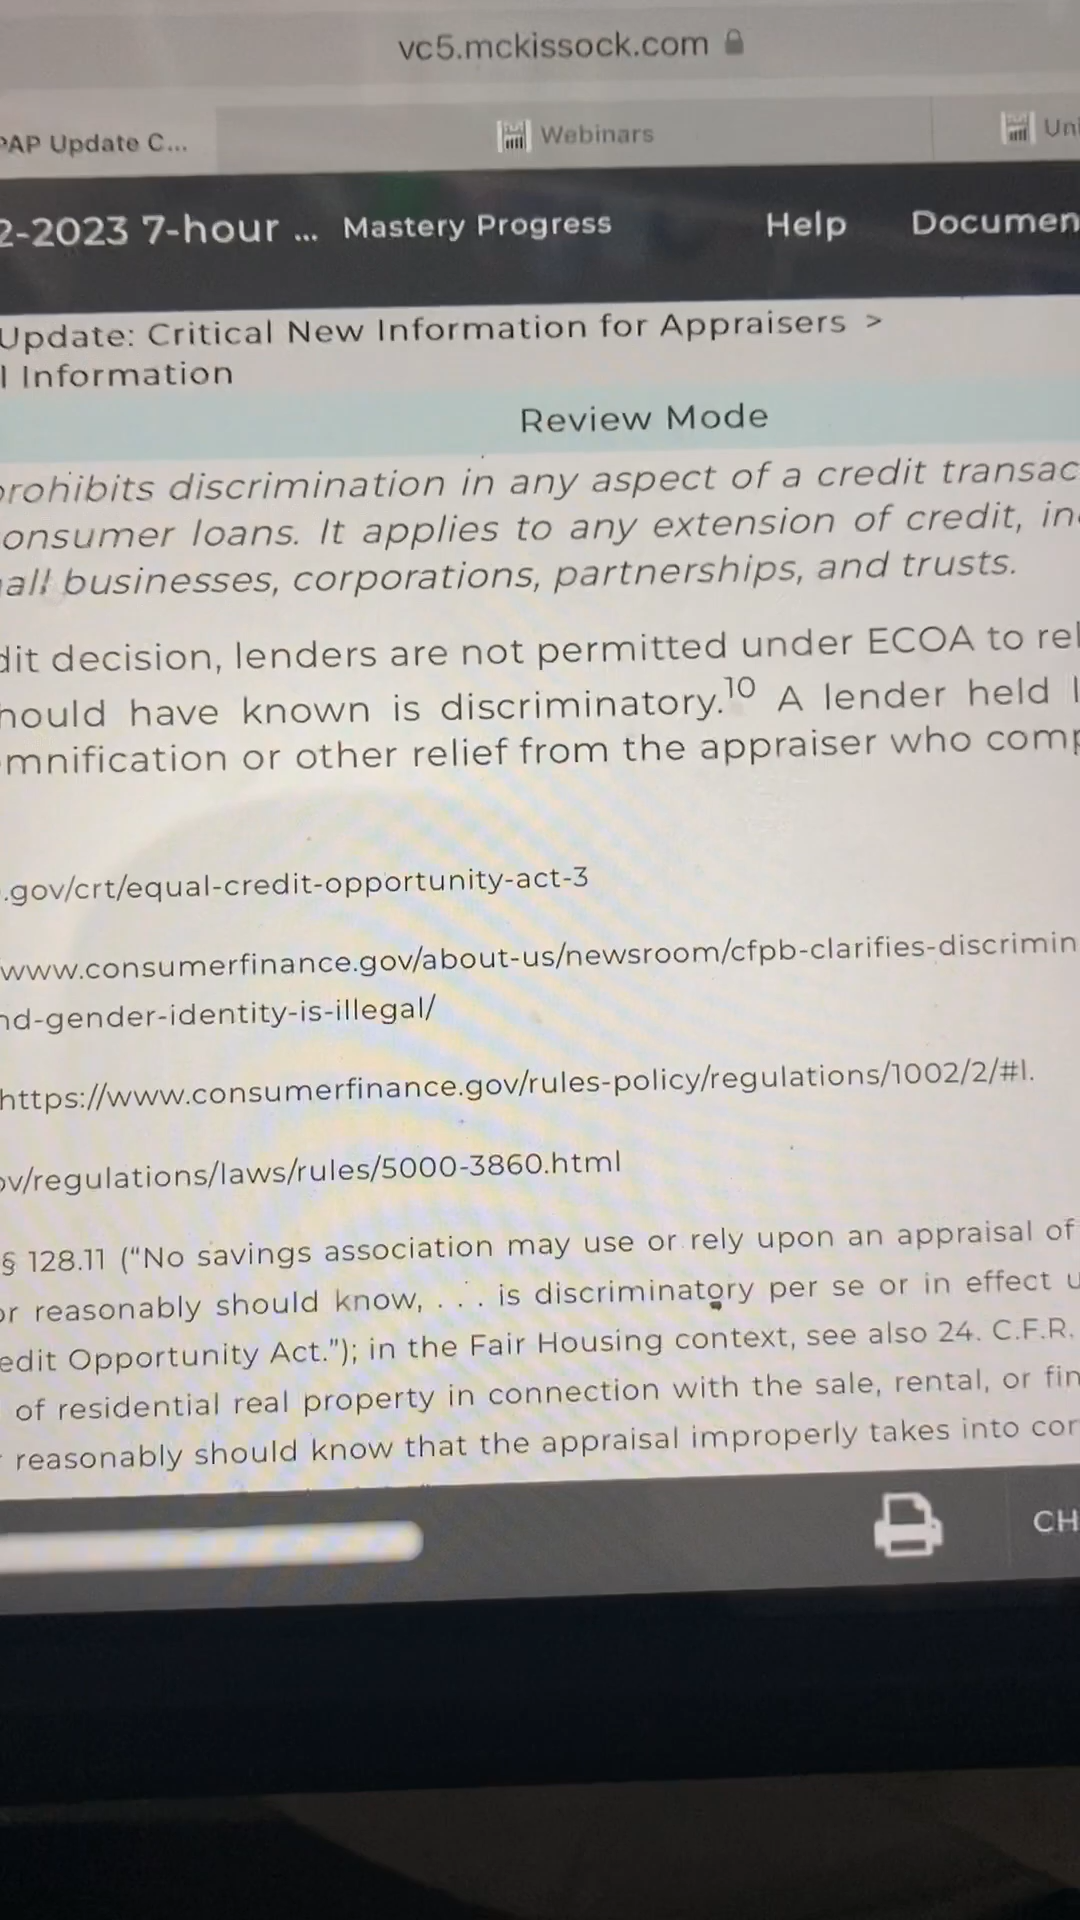 vc5.mckissock.com
PAP Update C...
Webinars
Uni
2-2023 7-hour ...
Mastery Progress
Help
Documen
Update: Critical New Information for Appraisers >
l Information
Review Mode
prohibits discrimination in any aspect of a credit transac
onsumer loans. It applies to any extension of credit, inc
all businesses, corporations, partnerships, and trusts.
dit decision, lenders are not permitted under ECOA to rel
hould have known is discriminatory.10 A lender held l
mnification or other relief from the appraiser who comp
.gov/crt/equal-credit-opportunity-act-3
www.consumerfinance.gov/about-us/newsroom/cfpb-clarifies-discrimin
nd-gender-identity-is-illegal/
https://www.consumerfinance.gov/rules-policy/regulations/1002/2/#l.
ov/regulations/laws/rules/5000-3860.html
§ 128.11 (“No savings association may use or rely upon an appraisal of
or reasonably should know, . . . is discriminatory per se or in effect u
edit Opportunity Act.”); in the Fair Housing context, see also 24. C.F.R.
of residential real property in connection with the sale, rental, or fin
r reasonably should know that the appraisal improperly takes into con
CH